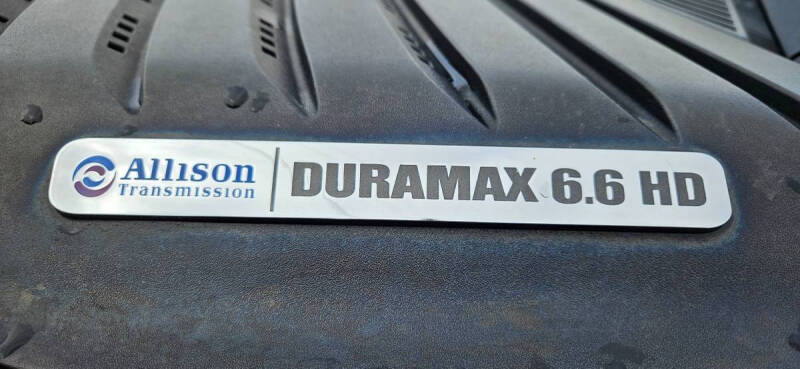 Allison
Transmission
DURAMAX 6.6 HD